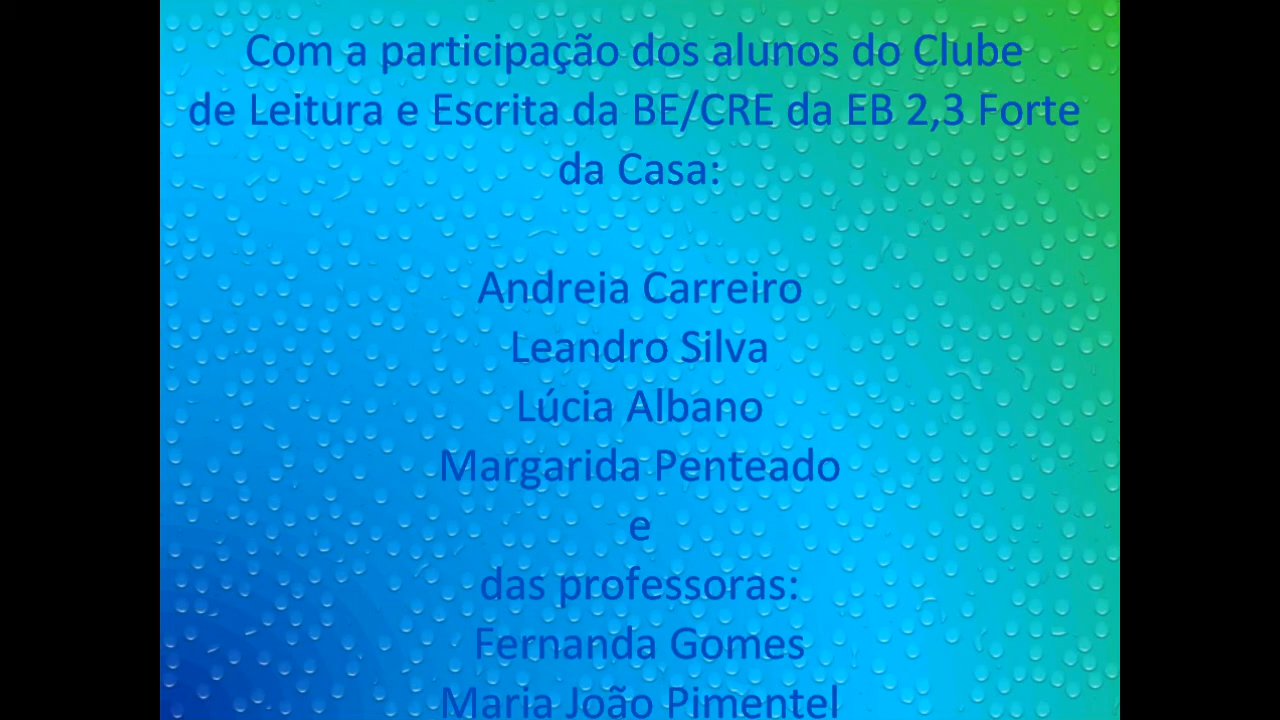 Com a participação dos alunos do Clube
de Leitura e Escrita da BE/CRE da EB 2,3 Forte
da Casa:
Andreia Carreiro
Leandro Silva
Lúcia Albano
Margarida Penteado
e
das professoras:
Fernanda Gomes
Maria João Pimentel